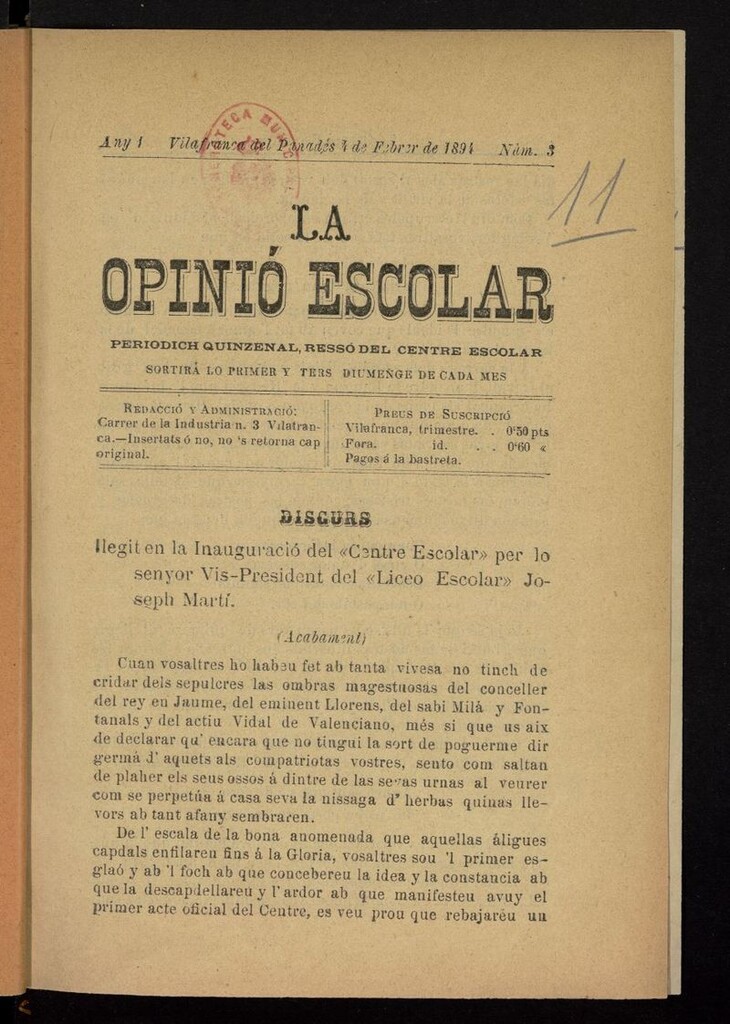 Any 1 Vilafranca del Panadés 4 de Febrer de 1894 Núm. 3
11
LA
OPINIÓ ESCOLAR
PERIODICH QUINZENAL, RESSÓ DEL CENTRE ESCOLAR
SORTIRÁ LO PRIMER Y TERS DIUMENGE DE CADA MES
REDACCIÓ Y ADMINISTRACIÓ:
Carrer de la Industria n. 3 Vilafran-
ca.—Insertats ó no, no 's retorna cap
original.
PREUS DE SUSCRIPCIÓ
Vilafranca, trimestre. . 0'50 pts
Fora. id. . . 0'60 «
Pagos á la bastreta.
DISCURS
llegit en la Inauguració del «Centre Escolar» per lo
senyor Vis-President del «Liceo Escolar» Jo-
seph Martí.
(Acabament)
Cuan vosaltres ho habeu fet ab tanta vivesa no tinch de
cridar dels sepulcres las ombras magestuosas del conceller
del rey en Jaume, del eminent Llorens, del sabi Milá y Fon-
tanals y del actiu Vidal de Valenciano, més si que us aix
de declarar qu' encara que no tingui la sort de poguerme dir
germá d' aquets als compatriotas vostres, sento com saltan
de plaher els seus ossos á dintre de las sevas urnas al veurer
com se perpetúa á casa seva la nissaga d' herbas quinas lle-
vors ab tant afany sembraren.
De l' escala de la bona anomenada que aquellas áligues
capdals enfilaren fins á la Gloria, vosaltres sou 'l primer es-
glaó y ab 'l foch ab que concebereu la idea y la constancia ab
que la descapdellareu y l'ardor ab que manifesteu avuy el
primer acte oficial del Centre, es veu prou que rebajaréu un